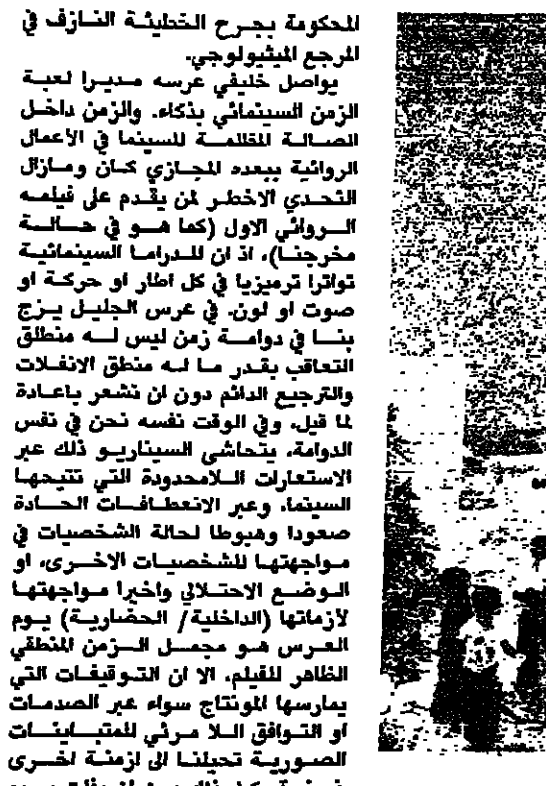 المحكومة بجرح الخطيئة النازف في
المرجع الميثيولوجي.
يواصل خليفي عرسه مديرا لعبة
الزمن السينمائي بذكاء. والزمن داخل
الصالة المظلمة للسينما في الأعمال
الروائية ببعده المجازي كان ومازال
التحدي الاخطر لمن يقدم على فيلمه
الروائي الاول (كما هو في حالة
مخرجنا)، اذ ان للدراما السينمائية
تواترا ترميزيا في كل اطار او حركة او
صوت او لون. في عرس الجليل يزج
بنا في دوامة زمن ليس له منطلق
التعاقب بقدر ما له منطق الانفلات
والترجيع الدائم دون ان نشعر باعادة
لما قيل، وفي الوقت نفسه نحن في نفس
الدوامة، يتحاشى السيناريو ذلك عبر
الاستعارات اللامحدودة التي تتيحها
السينما، وعبر الانعطافات الحادة
صعودا وهبوطا لحالة الشخصيات في
مواجهتها للشخصيات الاخرى، او
الوضع الاحتلالي واخيرا مواجهتها
لأزماتها (الداخلية/ الحضارية) يوم
العرس هو مجمل الزمن المنطقي
الظاهر للفيلم، الا ان التوقيفات التي
يمارسها المونتاج سواء عبر الصدمات
او التوافق اللا مرئي للمتباينات
الصورية تحيلنا الى ازمنة اخرى